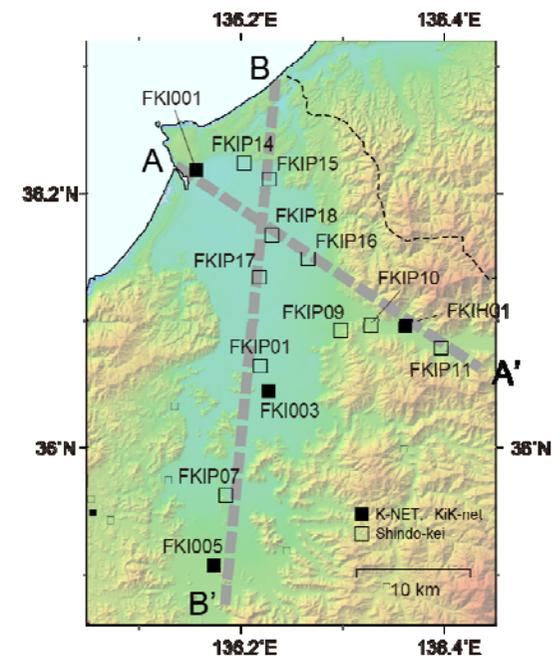 136.2°E 136.4°E
B
FKI001
FKIP14
A
FKIP15
36.2°N
FKIP18
FKIP16
FKIP17
FKIP10
FKIP09
FKIH01
FKIP01
FKIP11
A'
FKI003
36°N 36°N
FKIP07
K-NET, KiK-net
Shindo-kei
FKI005
10 km
B'
136.2°E 136.4°E